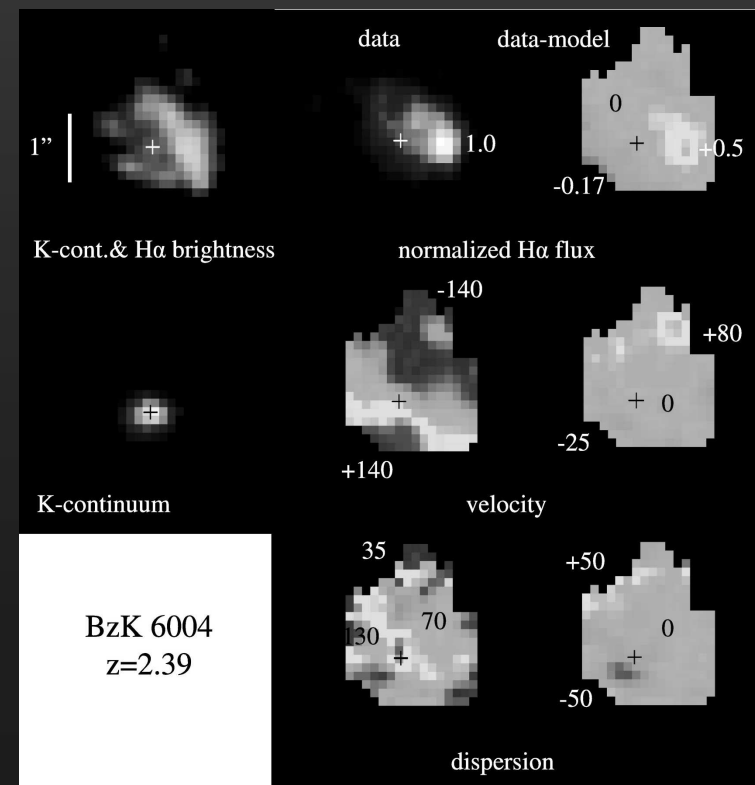 data data-model
0
1” 1.0 +0.5
-0.17
K-cont.& Hα brightness normalized Hα flux
-140
+80
0
-25
+140
K-continuum velocity
35 +50
BzK 6004 130 70 0
z=2.39
-50
dispersion